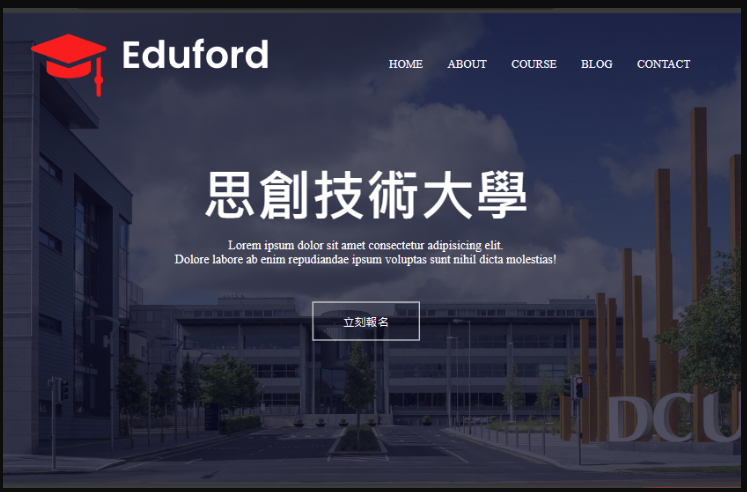 Eduford
HOME ABOUT COURSE BLOG CONTACT
思創技術大學
Lorem ipsum dolor sit amet consectetur adipisicing elit.
Dolore labore ab enim repudiandae ipsum voluptas sunt nihil dicta molestias!
立刻報名
DCU